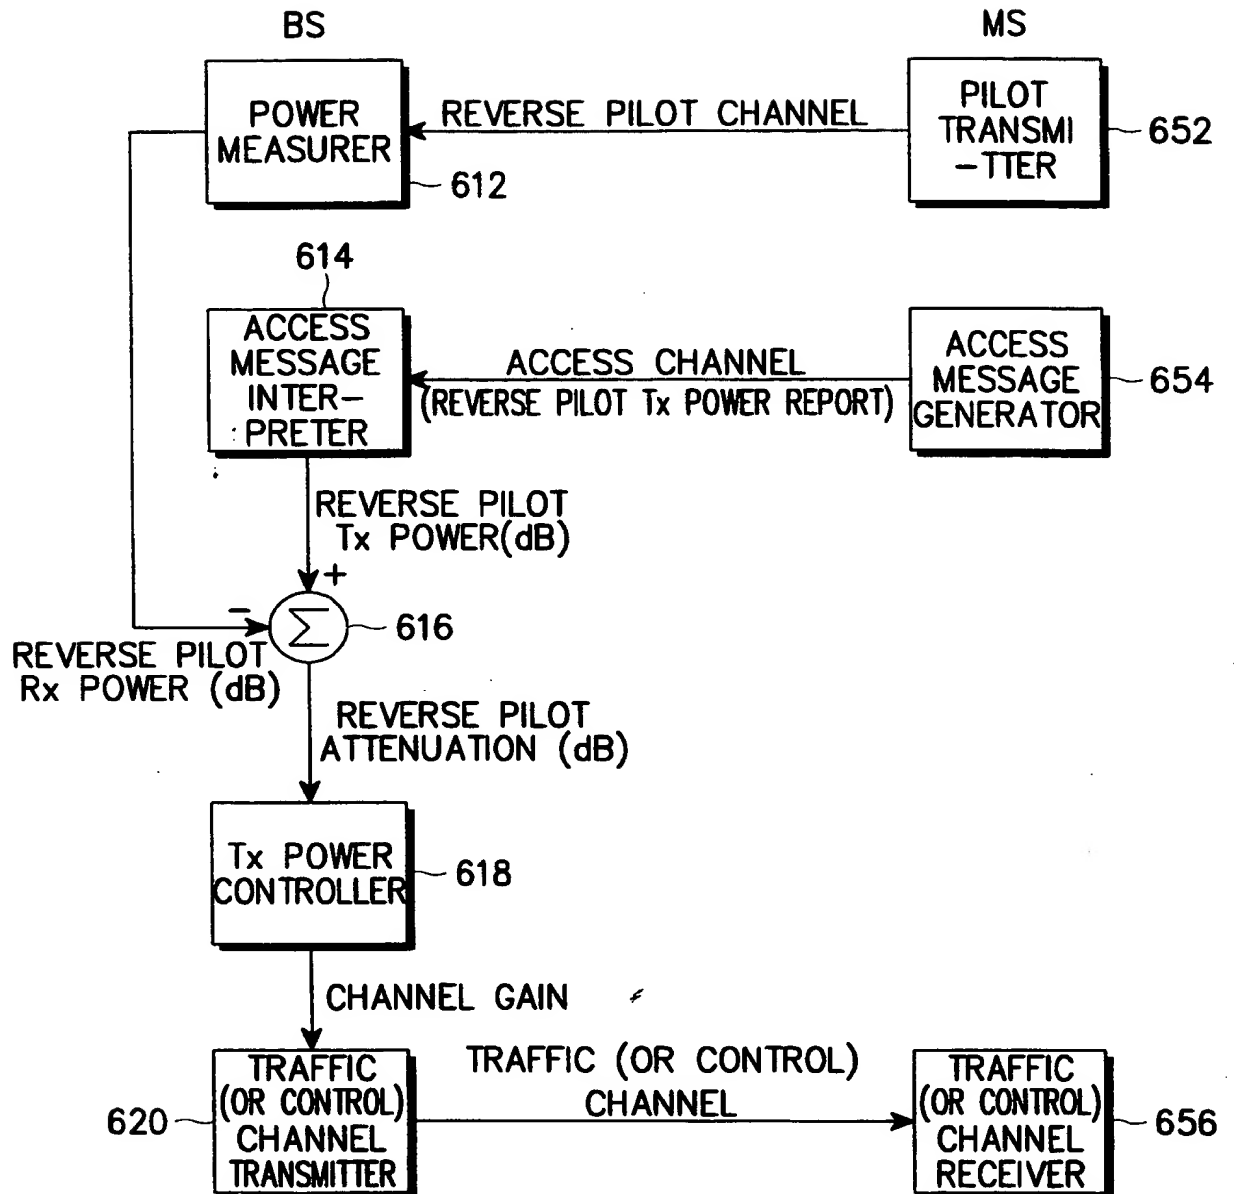 BS
MS
POWER
MEASURER
612
REVERSE PILOT CHANNEL
PILOT
TRANSMI
-TTER
652
614
ACCESS
MESSAGE
INTER-
PRETER
ACCESS CHANNEL
(REVERSE PILOT Tx POWER REPORT)
ACCESS
MESSAGE
GENERATOR
654
REVERSE PILOT
Tx POWER(dB)
+
-
Σ
616
REVERSE PILOT
Rx POWER (dB)
REVERSE PILOT
ATTENUATION (dB)
Tx POWER
CONTROLLER
618
CHANNEL GAIN
620
TRAFFIC
(OR CONTROL)
CHANNEL
TRANSMITTER
TRAFFIC (OR CONTROL)
CHANNEL
TRAFFIC
(OR CONTROL)
CHANNEL
RECEIVER
656